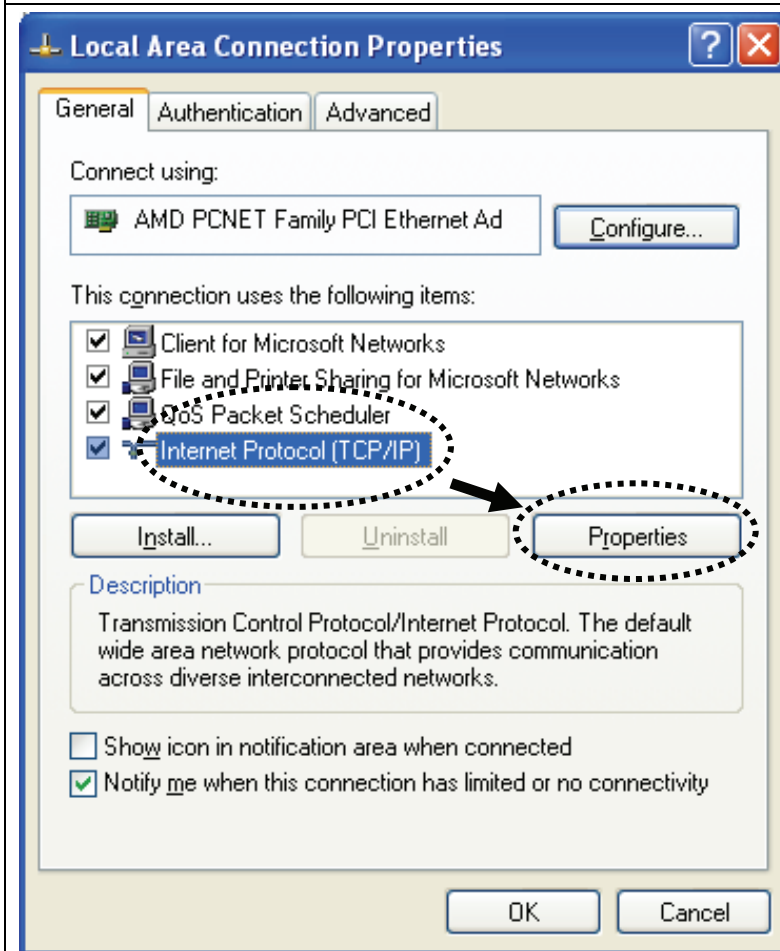 Local Area Connection Properties
General Authentication Advanced
Connect using:
AMD PCNET Family PCI Ethernet Ad
Configure...
This connection uses the following items:
Client for Microsoft Networks
File and Printer Sharing for Microsoft Networks
QoS Packet Scheduler
Internet Protocol (TCP/IP)
Install... Uninstall Properties
Description
Transmission Control Protocol/Internet Protocol. The default
wide area network protocol that provides communication
across diverse interconnected networks.
Show icon in notification area when connected
Notify me when this connection has limited or no connectivity
OK Cancel